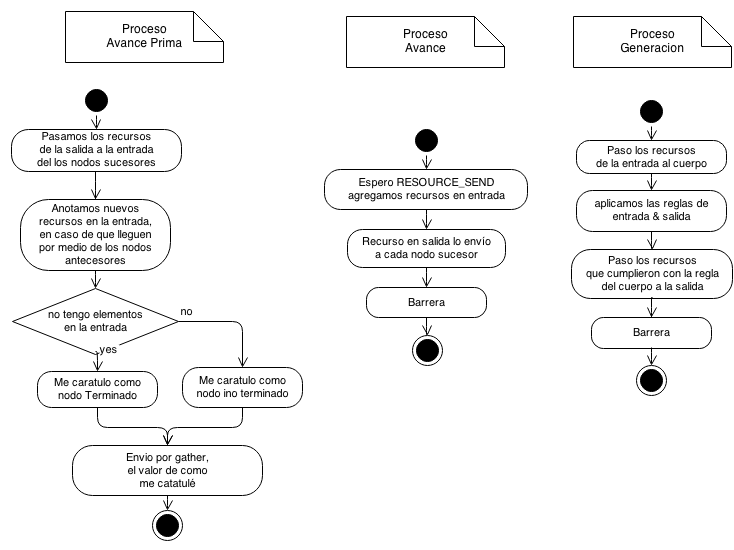 Proceso
Avance Prima
Pasamos los recursos
de la salida a la entrada
del los nodos sucesores
Anotamos nuevos
recursos en la entrada,
en caso de que lleguen
por medio de los nodos
antecesores
no tengo elementos
en la entrada
no
yes
Me caratulo como
nodo Terminado
Me caratulo como
nodo ino terminado
Envio por gather,
el valor de como
me catatulé
Proceso
Avance
Espero RESOURCE_SEND
agregamos recursos en entrada
Recurso en salida lo envio
a cada nodo sucesor
Barrera
Proceso
Generacion
Paso los recursos
de la entrada al cuerpo
aplicamos las reglas de
entrada & salida
Paso los recursos
que cumplieron con la regla
del cuerpo a la salida
Barrera